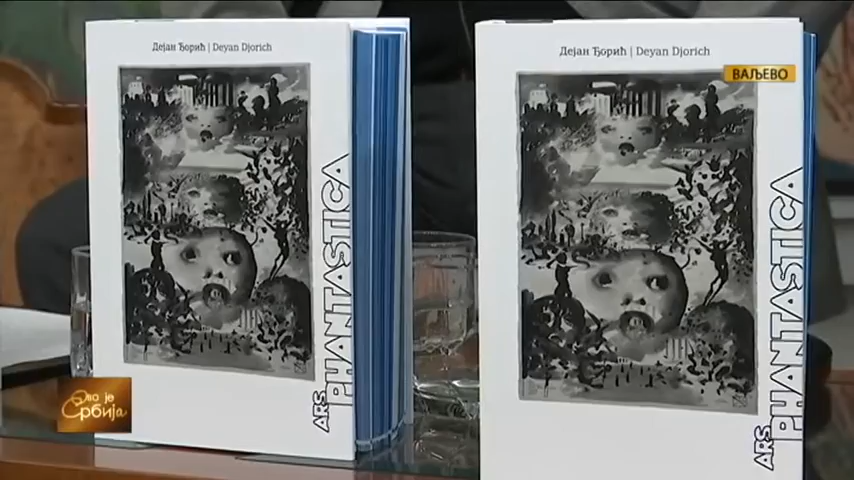 Дејан Ђорић | Deyan Djorich
ARS PHANTASTICA
Дејан Ђорић | Deyan Djorich
ARS PHANTASTICA
ВАЉЕВО
Ово је
Србија